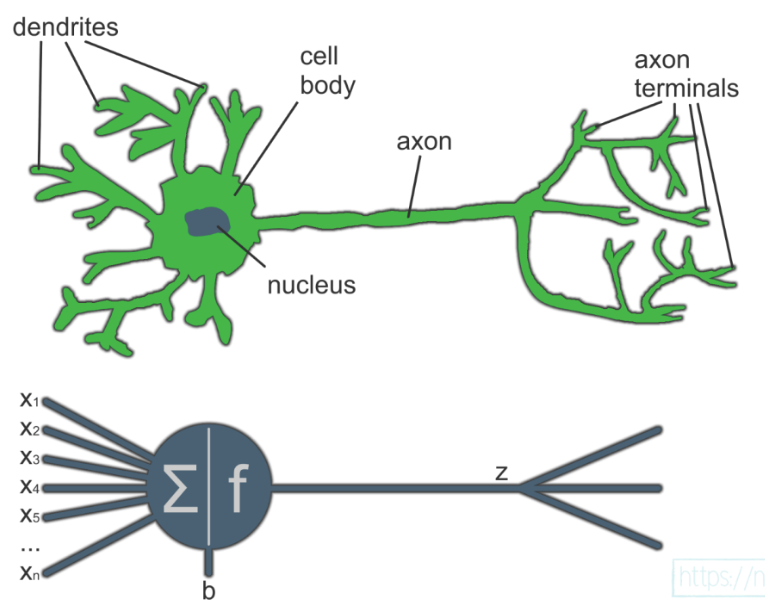 dendrites
cell
body
axon
terminals
axon
nucleus
x₁
x₂
x₃
x₄
x₅
...
xₙ
Σ f
z
b
https://n